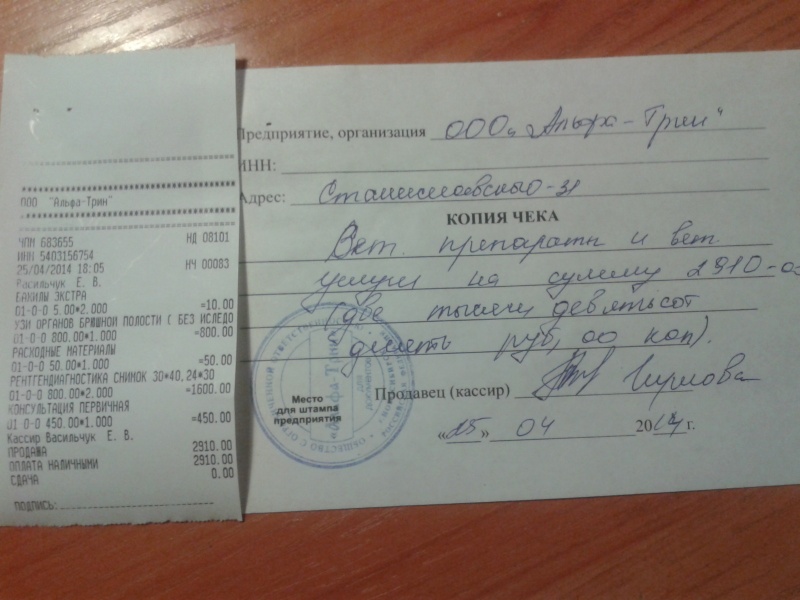 ООО "Альфа-Трин"
ЧПМ 683655 НД 08101
ИНН 5403156754
25/04/2014 18:05 НЧ 00083
Васильчук Е. В.
БАХИЛЫ ЭКСТРА
01-0-0 5.00*2.000 =10.00
УЗИ ОРГАНОВ БРЮШНОЙ ПОЛОСТИ С БЕЗ ИСЛЕДО
01-0-0 800.00*1.000 =800.00
РАСХОДНЫЕ МАТЕРИАЛЫ
01-0-0 50.00*1.000 =50.00
РЕНТГЕНДИАГНОСТИКА СНИМОК 30*40,24*30
01-0-0 800.00*2.000 =1600.00
КОНСУЛЬТАЦИЯ ПЕРВИЧНАЯ
01 0-0 450.00*1.000 =450.00
Кассир Васильчук Е. В.
ПРОДАЖА 2910.00
ОПЛАТА НАЛИЧНЫМИ 2910.00
СДАЧА 0.00
ПОДПИСЬ:
Предприятие, организация ООО "Альфа-Трин"
ИНН:
Адрес: Станиславского-31
КОПИЯ ЧЕКА
Вет. препараты и вет.
услуги на сумму 2910-00
(две тысячи девятьсот
десять руб, 00 коп).
Продавец (кассир)
Место
для штампа
предприятия
«25» 04 2014 г.